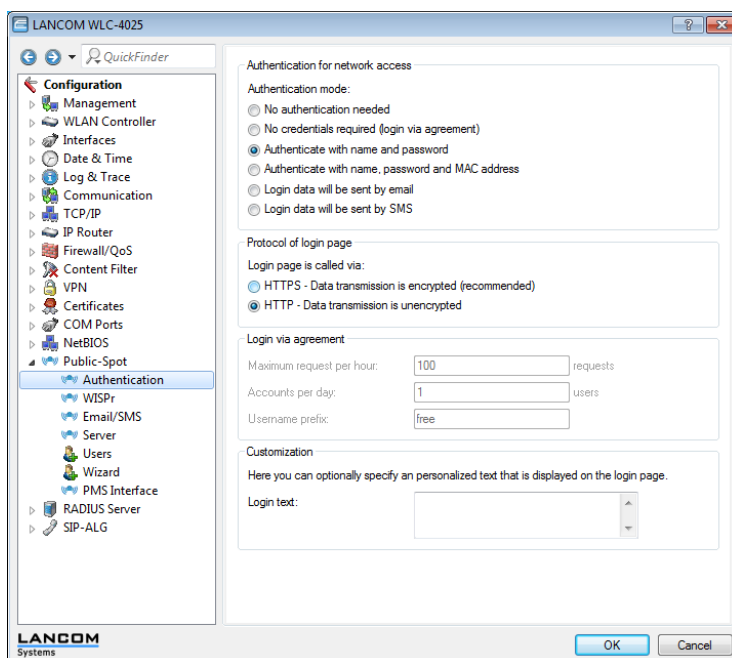 LANCOM WLC-4025
QuickFinder
Configuration
Management
WLAN Controller
Interfaces
Date & Time
Log & Trace
Communication
TCP/IP
IP Router
Firewall/QoS
Content Filter
VPN
Certificates
COM Ports
NetBIOS
Public-Spot
Authentication
WISPr
Email/SMS
Server
Users
Wizard
PMS Interface
RADIUS Server
SIP-ALG
Authentication for network access
Authentication mode:
No authentication needed
No credentials required (login via agreement)
Authenticate with name and password
Authenticate with name, password and MAC address
Login data will be sent by email
Login data will be sent by SMS
Protocol of login page
Login page is called via:
HTTPS - Data transmission is encrypted (recommended)
HTTP - Data transmission is unencrypted
Login via agreement
Maximum request per hour: 100 requests
Accounts per day: 1 users
Username prefix: free
Customization
Here you can optionally specify an personalized text that is displayed on the login page.
Login text:
LANCOM
Systems
OK Cancel